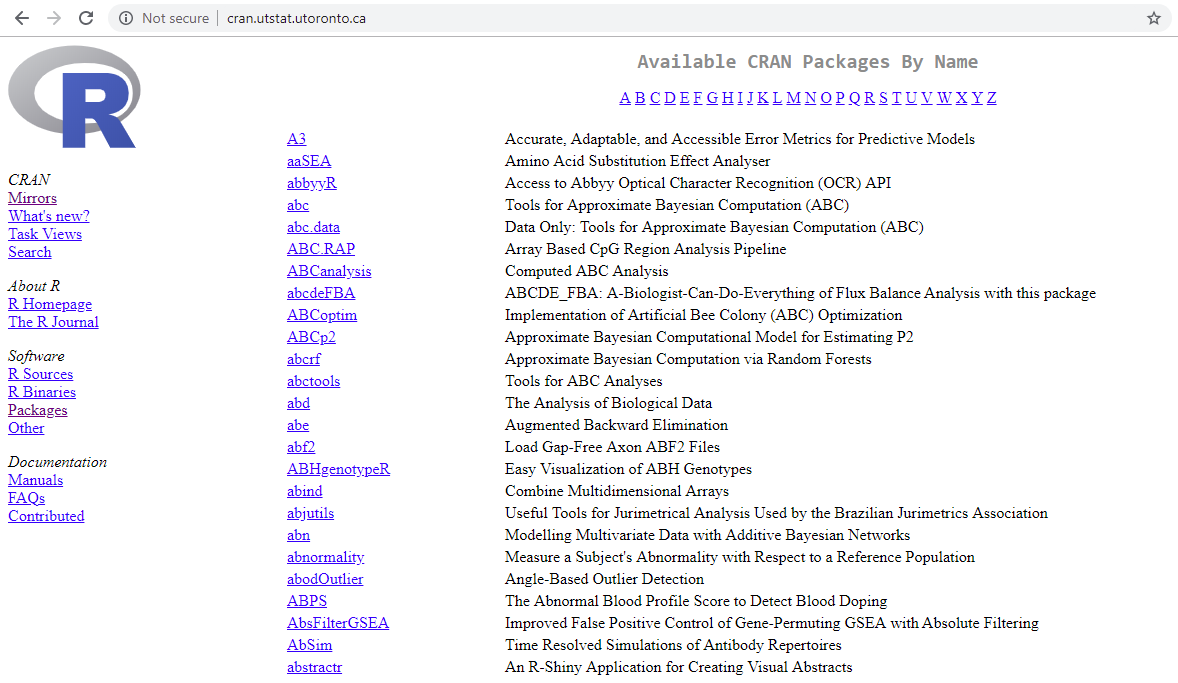 Not secure | cran.utstat.utoronto.ca
R
CRAN
Mirrors
What's new?
Task Views
Search
About R
R Homepage
The R Journal
Software
R Sources
R Binaries
Packages
Other
Documentation
Manuals
FAQs
Contributed
Available CRAN Packages By Name
A B C D E F G H I J K L M N O P Q R S T U V W X Y Z
A3 Accurate, Adaptable, and Accessible Error Metrics for Predictive Models
aaSEA Amino Acid Substitution Effect Analyser
abbyyR Access to Abbyy Optical Character Recognition (OCR) API
abc Tools for Approximate Bayesian Computation (ABC)
abc.data Data Only: Tools for Approximate Bayesian Computation (ABC)
ABC.RAP Array Based CpG Region Analysis Pipeline
ABCanalysis Computed ABC Analysis
abcdeFBA ABCDE_FBA: A-Biologist-Can-Do-Everything of Flux Balance Analysis with this package
ABCoptim Implementation of Artificial Bee Colony (ABC) Optimization
ABCp2 Approximate Bayesian Computational Model for Estimating P2
abcrf Approximate Bayesian Computation via Random Forests
abctools Tools for ABC Analyses
abd The Analysis of Biological Data
abe Augmented Backward Elimination
abf2 Load Gap-Free Axon ABF2 Files
ABHgenotypeR Easy Visualization of ABH Genotypes
abind Combine Multidimensional Arrays
abjutils Useful Tools for Jurimetrical Analysis Used by the Brazilian Jurimetrics Association
abn Modelling Multivariate Data with Additive Bayesian Networks
abnormality Measure a Subject's Abnormality with Respect to a Reference Population
abodOutlier Angle-Based Outlier Detection
ABPS The Abnormal Blood Profile Score to Detect Blood Doping
AbsFilterGSEA Improved False Positive Control of Gene-Permuting GSEA with Absolute Filtering
AbSim Time Resolved Simulations of Antibody Repertoires
abstractr An R-Shiny Application for Creating Visual Abstracts